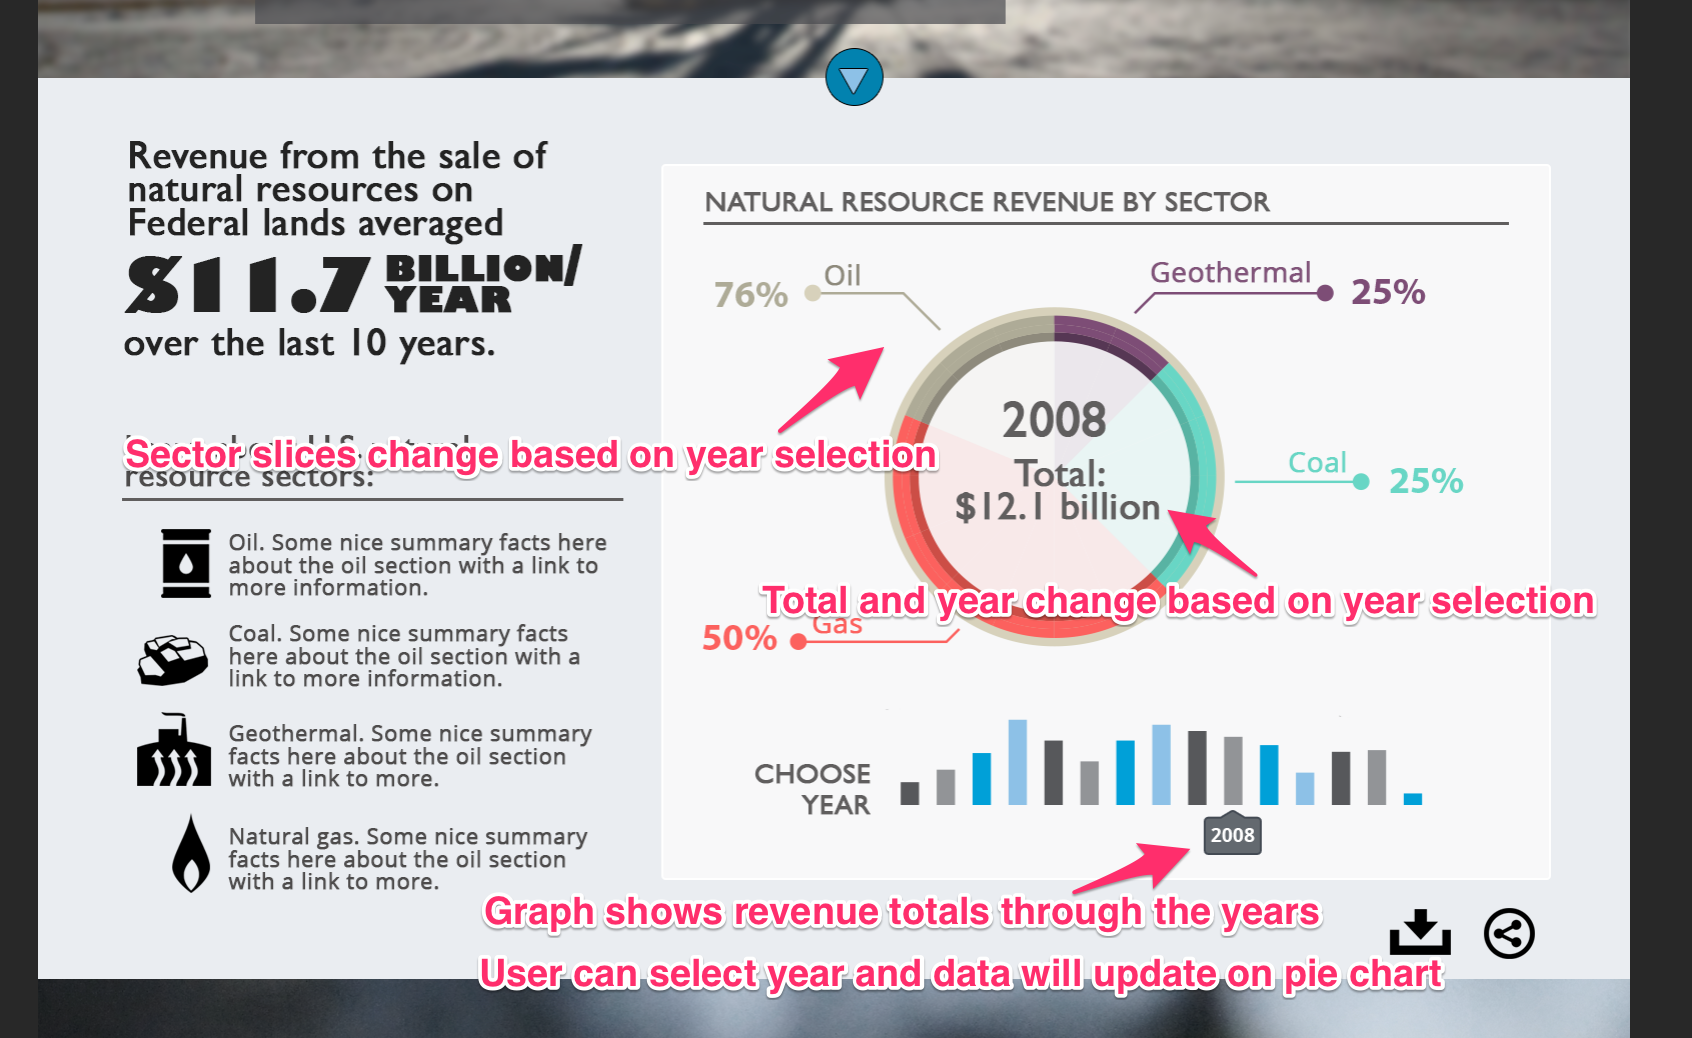 Revenue from the sale of
natural resources on
Federal lands averaged
$11.7 BILLION/
YEAR
over the last 10 years.
Sector slices change based on year selection
resource sectors:
Oil. Some nice summary facts here
about the oil section with a link to
more information.
Coal. Some nice summary facts
here about the oil section with a
link to more information.
Geothermal. Some nice summary
facts here about the oil section
with a link to more.
Natural gas. Some nice summary
facts here about the oil section
with a link to more.
NATURAL RESOURCE REVENUE BY SECTOR
76% Oil
Geothermal 25%
2008
Total:
$12.1 billion
Coal 25%
Total and year change based on year selection
50% Gas
CHOOSE
YEAR
2008
Graph shows revenue totals through the years
User can select year and data will update on pie chart